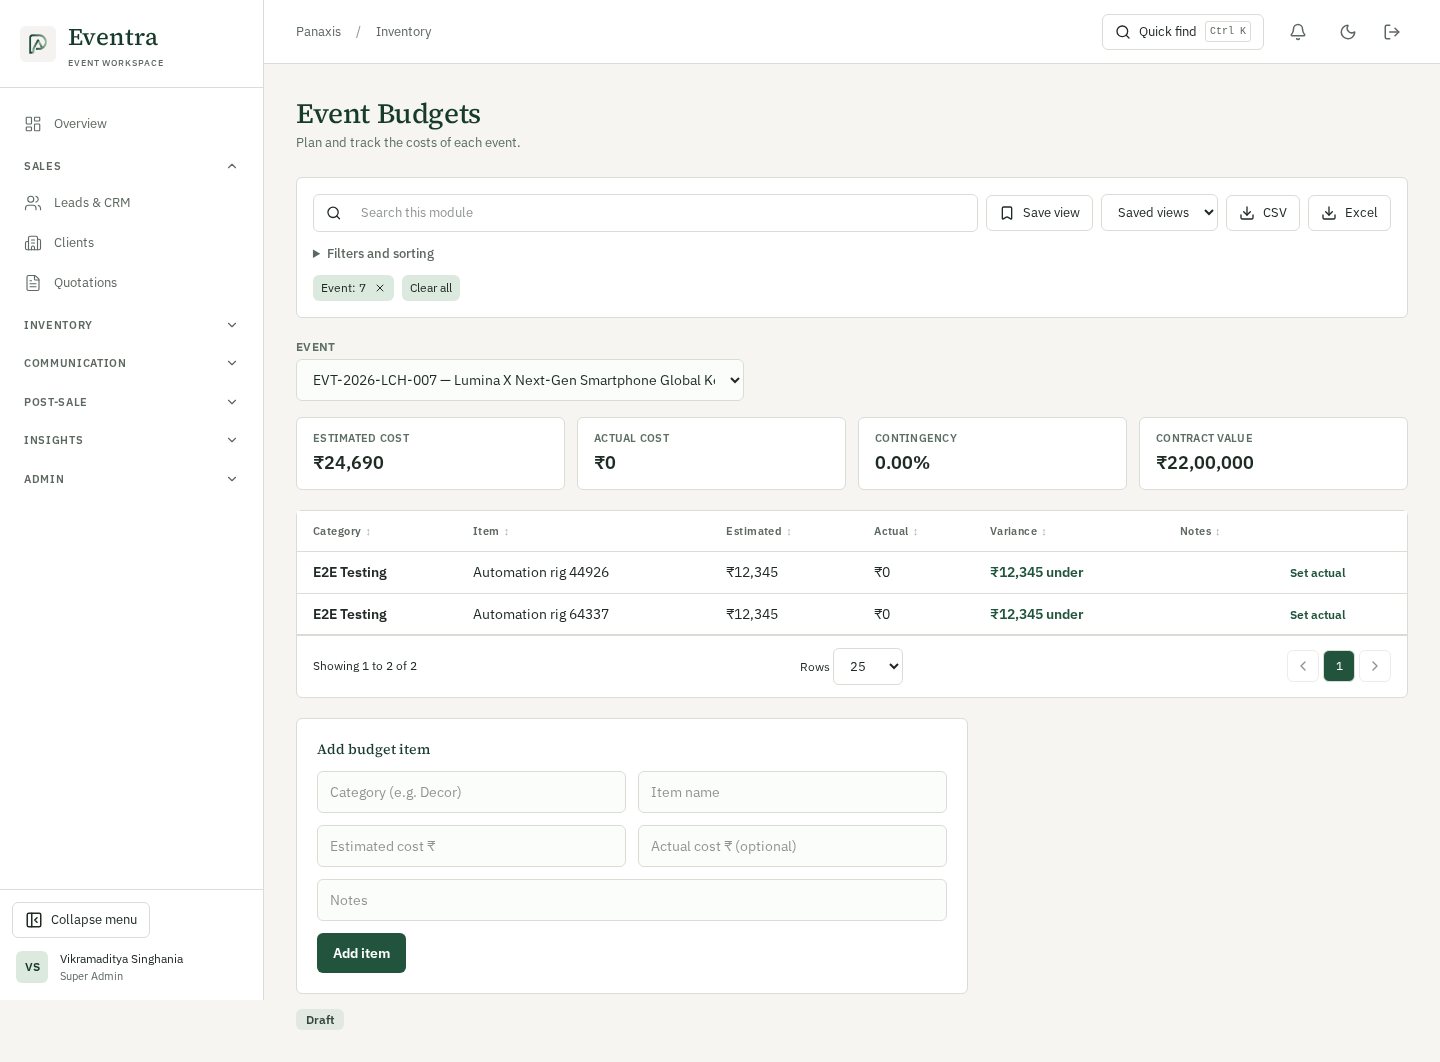 Eventra
EVENT WORKSPACE
Overview
SALES
Leads & CRM
Clients
Quotations
INVENTORY
COMMUNICATION
POST-SALE
INSIGHTS
ADMIN
Collapse menu
VS
Vikramaditya Singhania
Super Admin
Panaxis / Inventory
Quick find Ctrl K
Event Budgets
Plan and track the costs of each event.
Search this module
Save view
Saved views
CSV
Excel
Filters and sorting
Event: 7 ×
Clear all
EVENT
EVT-2026-LCH-007 — Lumina X Next-Gen Smartphone Global
ESTIMATED COST
₹24,690
ACTUAL COST
₹0
CONTINGENCY
0.00%
CONTRACT VALUE
₹22,00,000
Category ↕ Item ↕ Estimated ↕ Actual ↕ Variance ↕ Notes ↕
E2E Testing Automation rig 44926 ₹12,345 ₹0 ₹12,345 under Set actual
E2E Testing Automation rig 64337 ₹12,345 ₹0 ₹12,345 under Set actual
Showing 1 to 2 of 2 Rows 25 1
Add budget item
Category (e.g. Decor) Item name
Estimated cost ₹ Actual cost ₹ (optional)
Notes
Add item
Draft